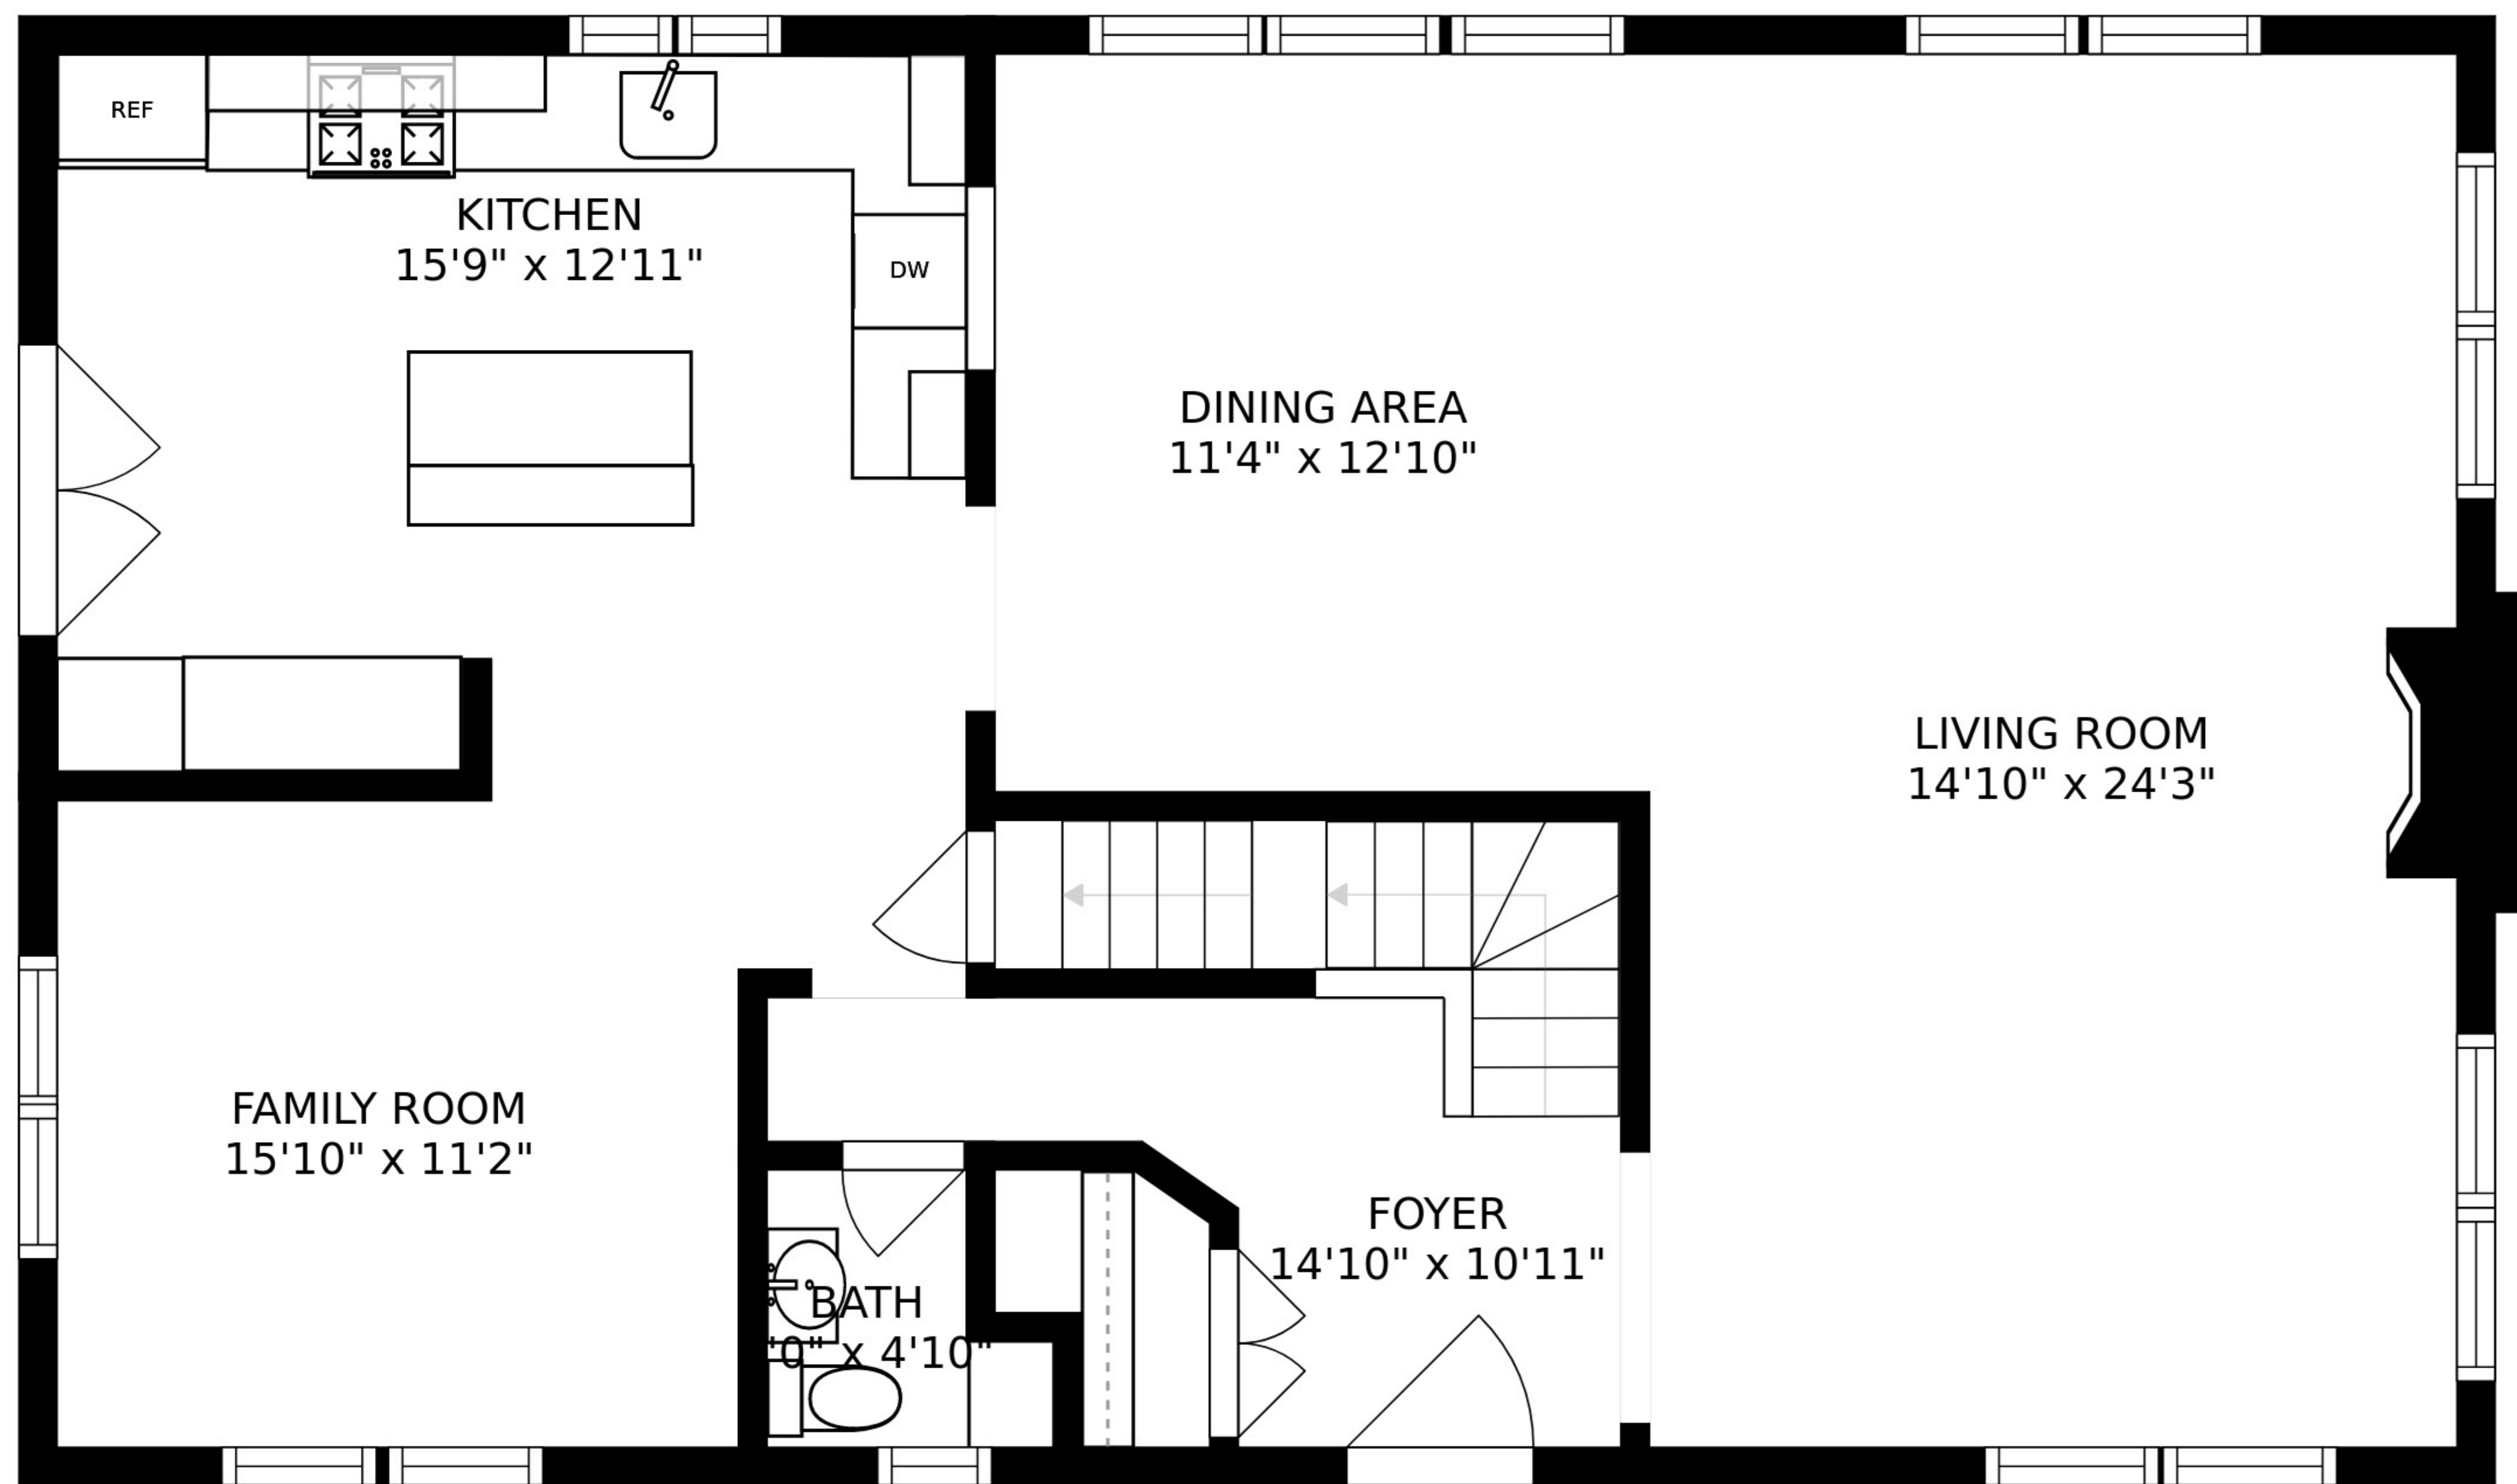 REF
KITCHEN
15'9" x 12'11"
DW
DINING AREA
11'4" x 12'10"
LIVING ROOM
14'10" x 24'3"
FAMILY ROOM
15'10" x 11'2"
FOYER
14'10" x 10'11"
BATH
'0" x 4'10"